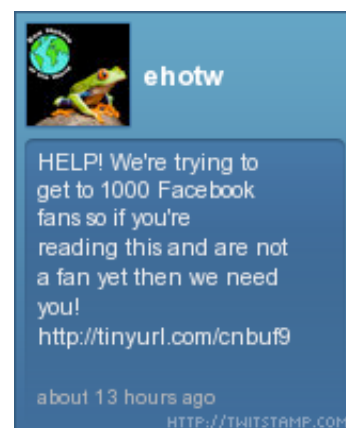 ehotw
HELP! We're trying to
get to 1000 Facebook
fans so if you're
reading this and are not
a fan yet then we need
you!
http://tinyurl.com/cnbuf9
about 13 hours ago
HTTP://TWITSTAMP.COM